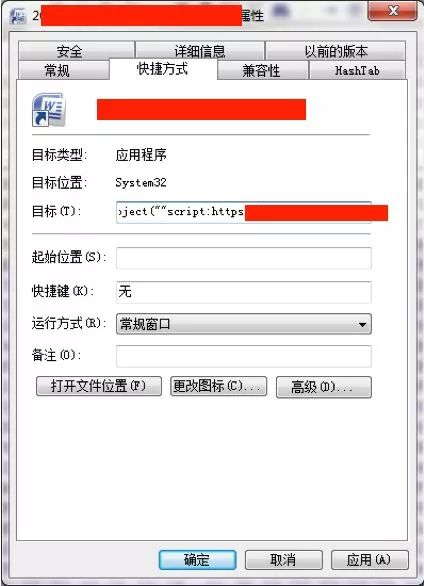 20
属性
安全 详细信息 以前的版本
常规 快捷方式 兼容性 HashTab
目标类型: 应用程序
目标位置: System32
目标(T): ject(""script:https
起始位置(S):
快捷键(K): 无
运行方式(R): 常规窗口
备注(O):
打开文件位置(F) 更改图标(C)... 高级(D)...
确定 取消 应用(A)